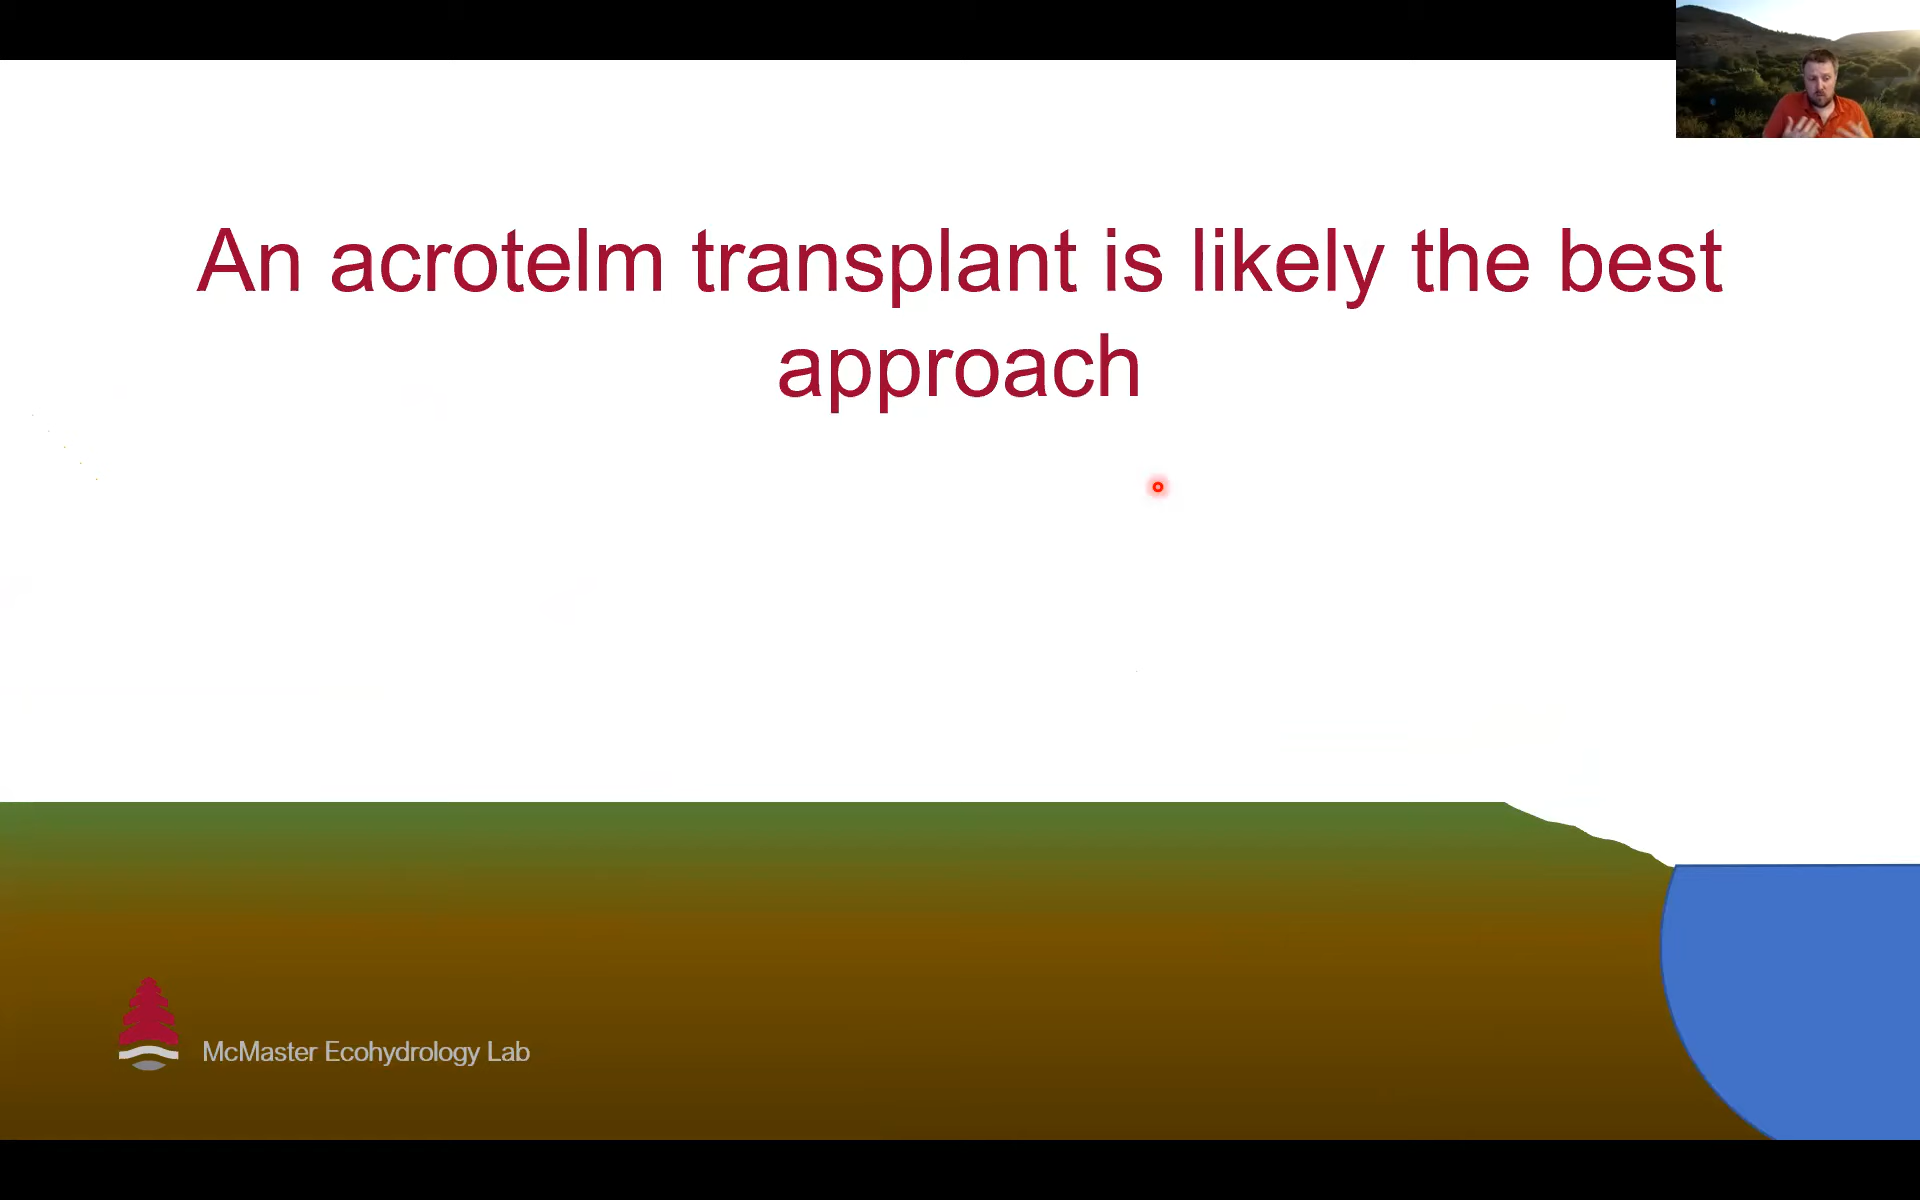 An acrotelm transplant is likely the best
approach
McMaster Ecohydrology Lab